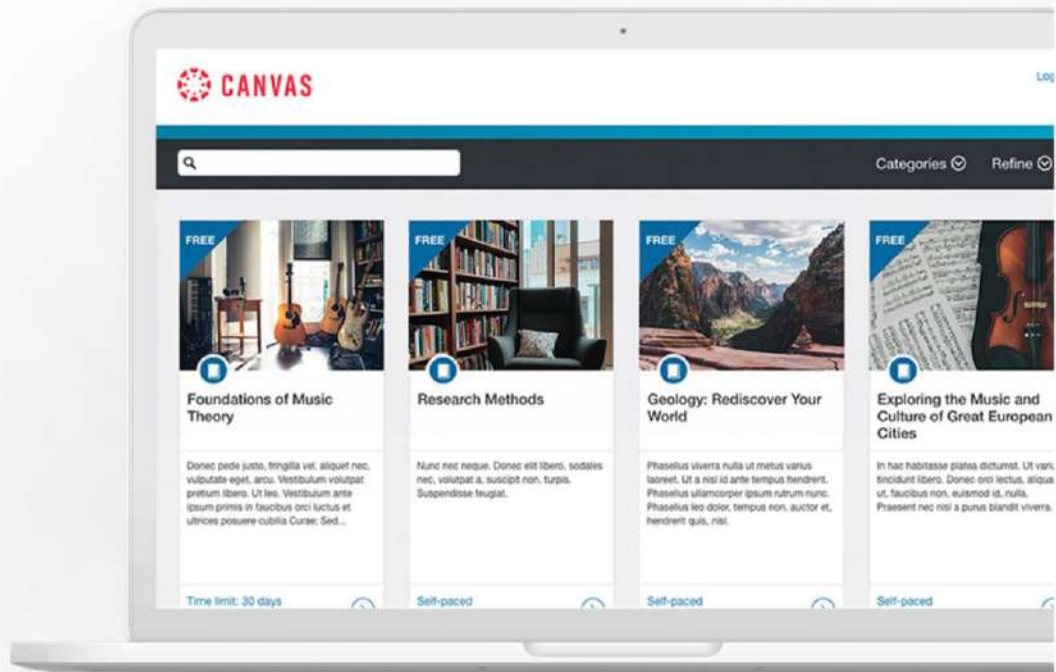 CANVAS
Log
Categories
Refine
FREE
FREE
FREE
FREE
Foundations of Music
Theory
Research Methods
Geology: Rediscover Your
World
Exploring the Music and
Culture of Great European
Cities
Donec pede justo, fringilla vel, aliquet nec,
vulputate eget, arcu. Vestibulum volutpat
pretium libero. Ut leo. Vestibulum ante
ipsum primis in faucibus orci luctus et
ultrices posuere cubilia Curae; Sed...
Nunc nec neque. Donec elit libero, sodales
nec, volutpat a, suscipit non, turpis.
Suspendisse feugiat.
Phasellus viverra nulla ut metus varius
laoreet. Ut a nisl id ante tempus hendrerit.
Phasellus ullamcorper ipsum rutrum nunc.
Phasellus leo dolor, tempus non, auctor et,
hendrerit quis, nisi.
In hac habitasse platea dictumst. Ut
tincidunt libero. Donec orci lectus,
ut, faucibus non, euismod id, nulla.
Praesent nec nisl a purus blandit viverra.
Time limit: 30 days
Self-paced
Self-paced
Self-paced